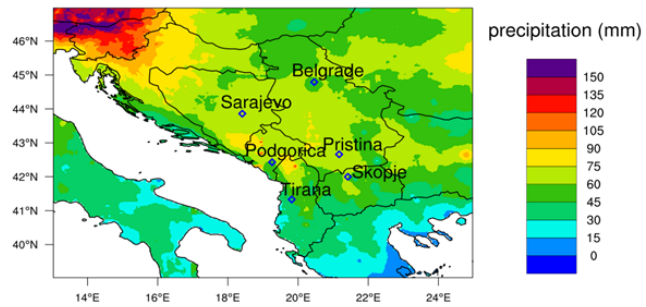 precipitation (mm)
46°N
45°N
44°N
43°N
42°N
41°N
40°N
Belgrade
Sarajevo
Podgorica
Pristina
Skopje
Tirana
14°E
16°E
18°E
20°E
22°E
24°E
150
135
120
105
90
75
60
45
30
15
0